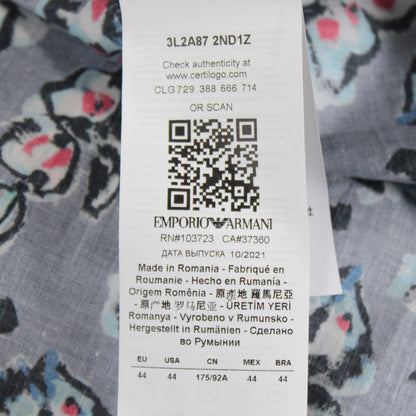 3L2A87 2ND1Z
Check authenticity at
www.certilogo.com
CLG 729 388 666 714
OR SCAN
EMPORIO ARMANI
RN#103723 CA#37360
ДАТА ВЫПУСКА 10/2021
Made in Romania - Fabriqué en
Roumanie - Hecho en Rumanía -
Origem Romênia - 原產地 羅馬尼亞
- 原产地 罗马尼亚 - ÜRETİM YERİ
Romanya - Vyrobeno v Rumunsko -
Hergestellt in Rumänien - Сделано
во Румынии
EU USA CN MEX BRA
44 44 175/92A 44 44